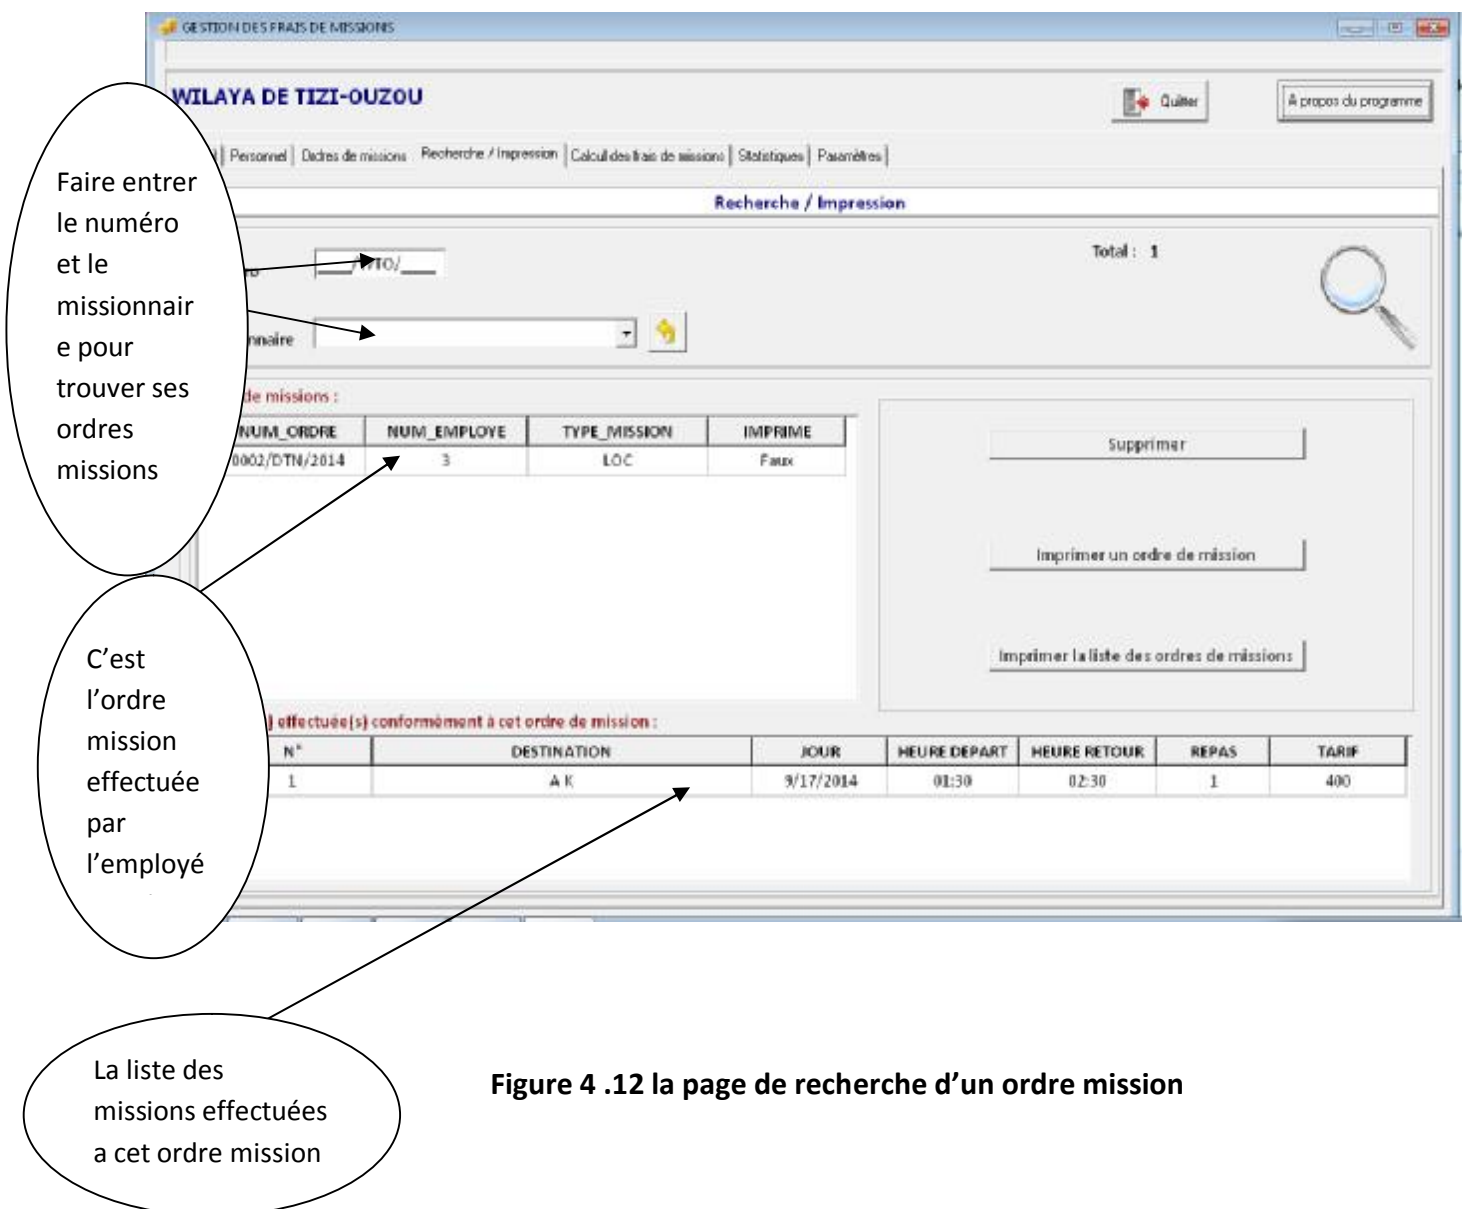 GESTION DES FRAIS DE MISSIONS
WILAYA DE TIZI-OUZOU
Quitter
A propos du programme
Personnel
Ordres de missions
Recherche / Impression
Calcul des frais de missions
Statistiques
Paramètres
Recherche / Impression
Faire entrer
le numéro
et le
missionnair
e pour
trouver ses
ordres
missions
___/WTO/___
Total : 1
nnaire
de missions :
NUM_ORDRE NUM_EMPLOYE TYPE_MISSION IMPRIME
0002/DTN/2014 3 LOC Faux
Supprimer
Imprimer un ordre de mission
Imprimer la liste des ordres de missions
C’est
l’ordre
mission
effectuée
par
l’employé
effectuée(s) conformément à cet ordre de mission :
N° DESTINATION JOUR HEURE DEPART HEURE RETOUR REPAS TARIF
1 A K 9/17/2014 01:30 02:30 1 400
La liste des
missions effectuées
a cet ordre mission
Figure 4 .12 la page de recherche d’un ordre mission